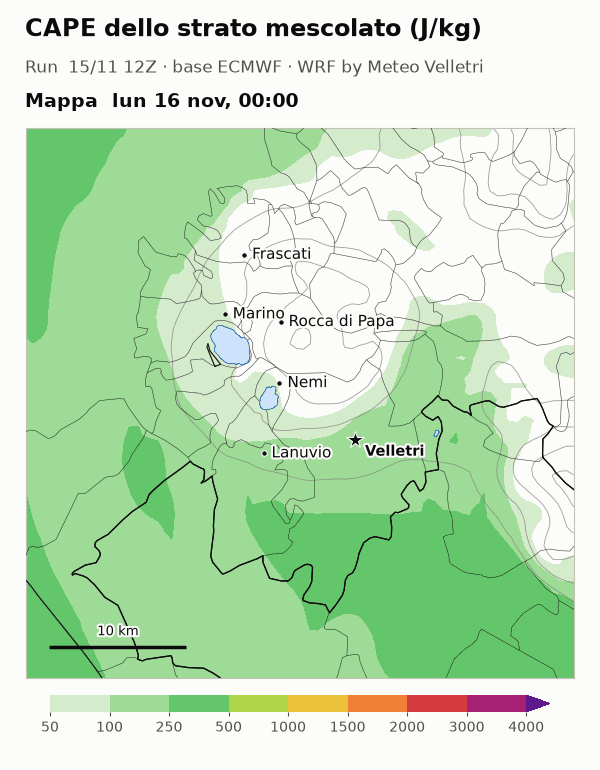 CAPE dello strato mescolato (J/kg)
Run 15/11 12Z · base ECMWF · WRF by Meteo Velletri
Mappa lun 16 nov, 00:00
Frascati
Marino
Rocca di Papa
Nemi
Velletri
Lanuvio
10 km
50 100 250 500 1000 1500 2000 3000 4000